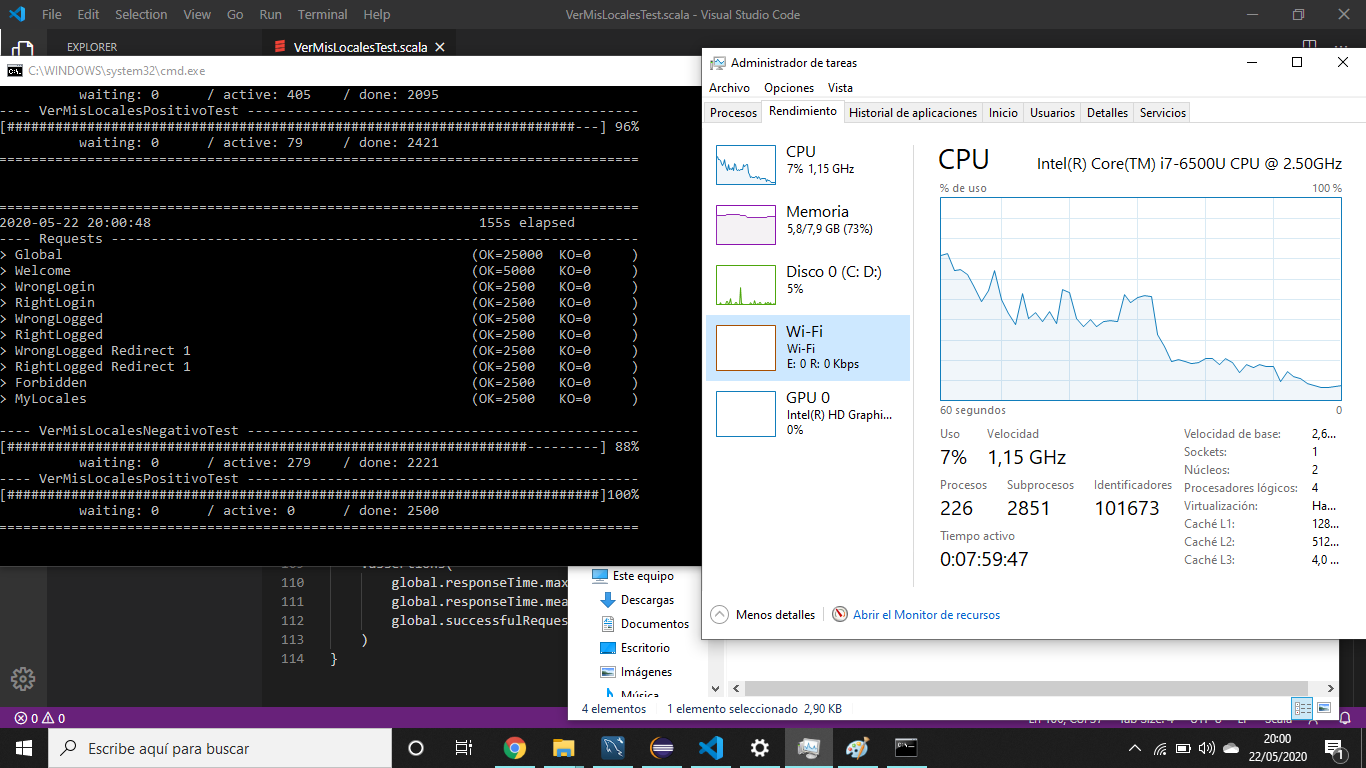 File Edit Selection View Go Run Terminal Help VerMisLocalesTest.scala - Visual Studio Code
EXPLORER VerMisLocalesTest.scala
C:\WINDOWS\system32\cmd.exe
waiting: 0 / active: 405 / done: 2095
---- VerMisLocalesPositivoTest -------------------------------------------------
[#######################################################################---] 96%
waiting: 0 / active: 79 / done: 2421
================================================================================
================================================================================
2020-05-22 20:00:48 155s elapsed
---- Requests ------------------------------------------------------------------
> Global (OK=25000 KO=0 )
> Welcome (OK=5000 KO=0 )
> WrongLogin (OK=2500 KO=0 )
> RightLogin (OK=2500 KO=0 )
> WrongLogged (OK=2500 KO=0 )
> RightLogged (OK=2500 KO=0 )
> WrongLogged Redirect 1 (OK=2500 KO=0 )
> RightLogged Redirect 1 (OK=2500 KO=0 )
> Forbidden (OK=2500 KO=0 )
> MyLocales (OK=2500 KO=0 )
---- VerMisLocalesNegativoTest -------------------------------------------------
[#################################################################---------] 88%
waiting: 0 / active: 279 / done: 2221
---- VerMisLocalesPositivoTest -------------------------------------------------
[##########################################################################]100%
waiting: 0 / active: 0 / done: 2500
================================================================================
110 global.responseTime.max
111 global.responseTime.mea
112 global.successfulReques
113 )
114 }
Administrador de tareas
Archivo Opciones Vista
Procesos Rendimiento Historial de aplicaciones Inicio Usuarios Detalles Servicios
CPU
7% 1,15 GHz
Memoria
5,8/7,9 GB (73%)
Disco 0 (C: D:)
5%
Wi-Fi
Wi-Fi
E: 0 R: 0 Kbps
GPU 0
Intel(R) HD Graphi...
0%
CPU Intel(R) Core(TM) i7-6500U CPU @ 2.50GHz
% de uso 100 %
60 segundos 0
Uso Velocidad
7% 1,15 GHz
Procesos Subprocesos Identificadores
226 2851 101673
Tiempo activo
0:07:59:47
Velocidad de base: 2,6...
Sockets: 1
Núcleos: 2
Procesadores lógicos: 4
Virtualización: Ha...
Caché L1: 128...
Caché L2: 512...
Caché L3: 4,0 ...
Menos detalles Abrir el Monitor de recursos
Este equipo
Descargas
Documentos
Escritorio
Imágenes
Música
4 elementos 1 elemento seleccionado 2,90 KB
0 0
Escribe aquí para buscar
20:00
22/05/2020
1